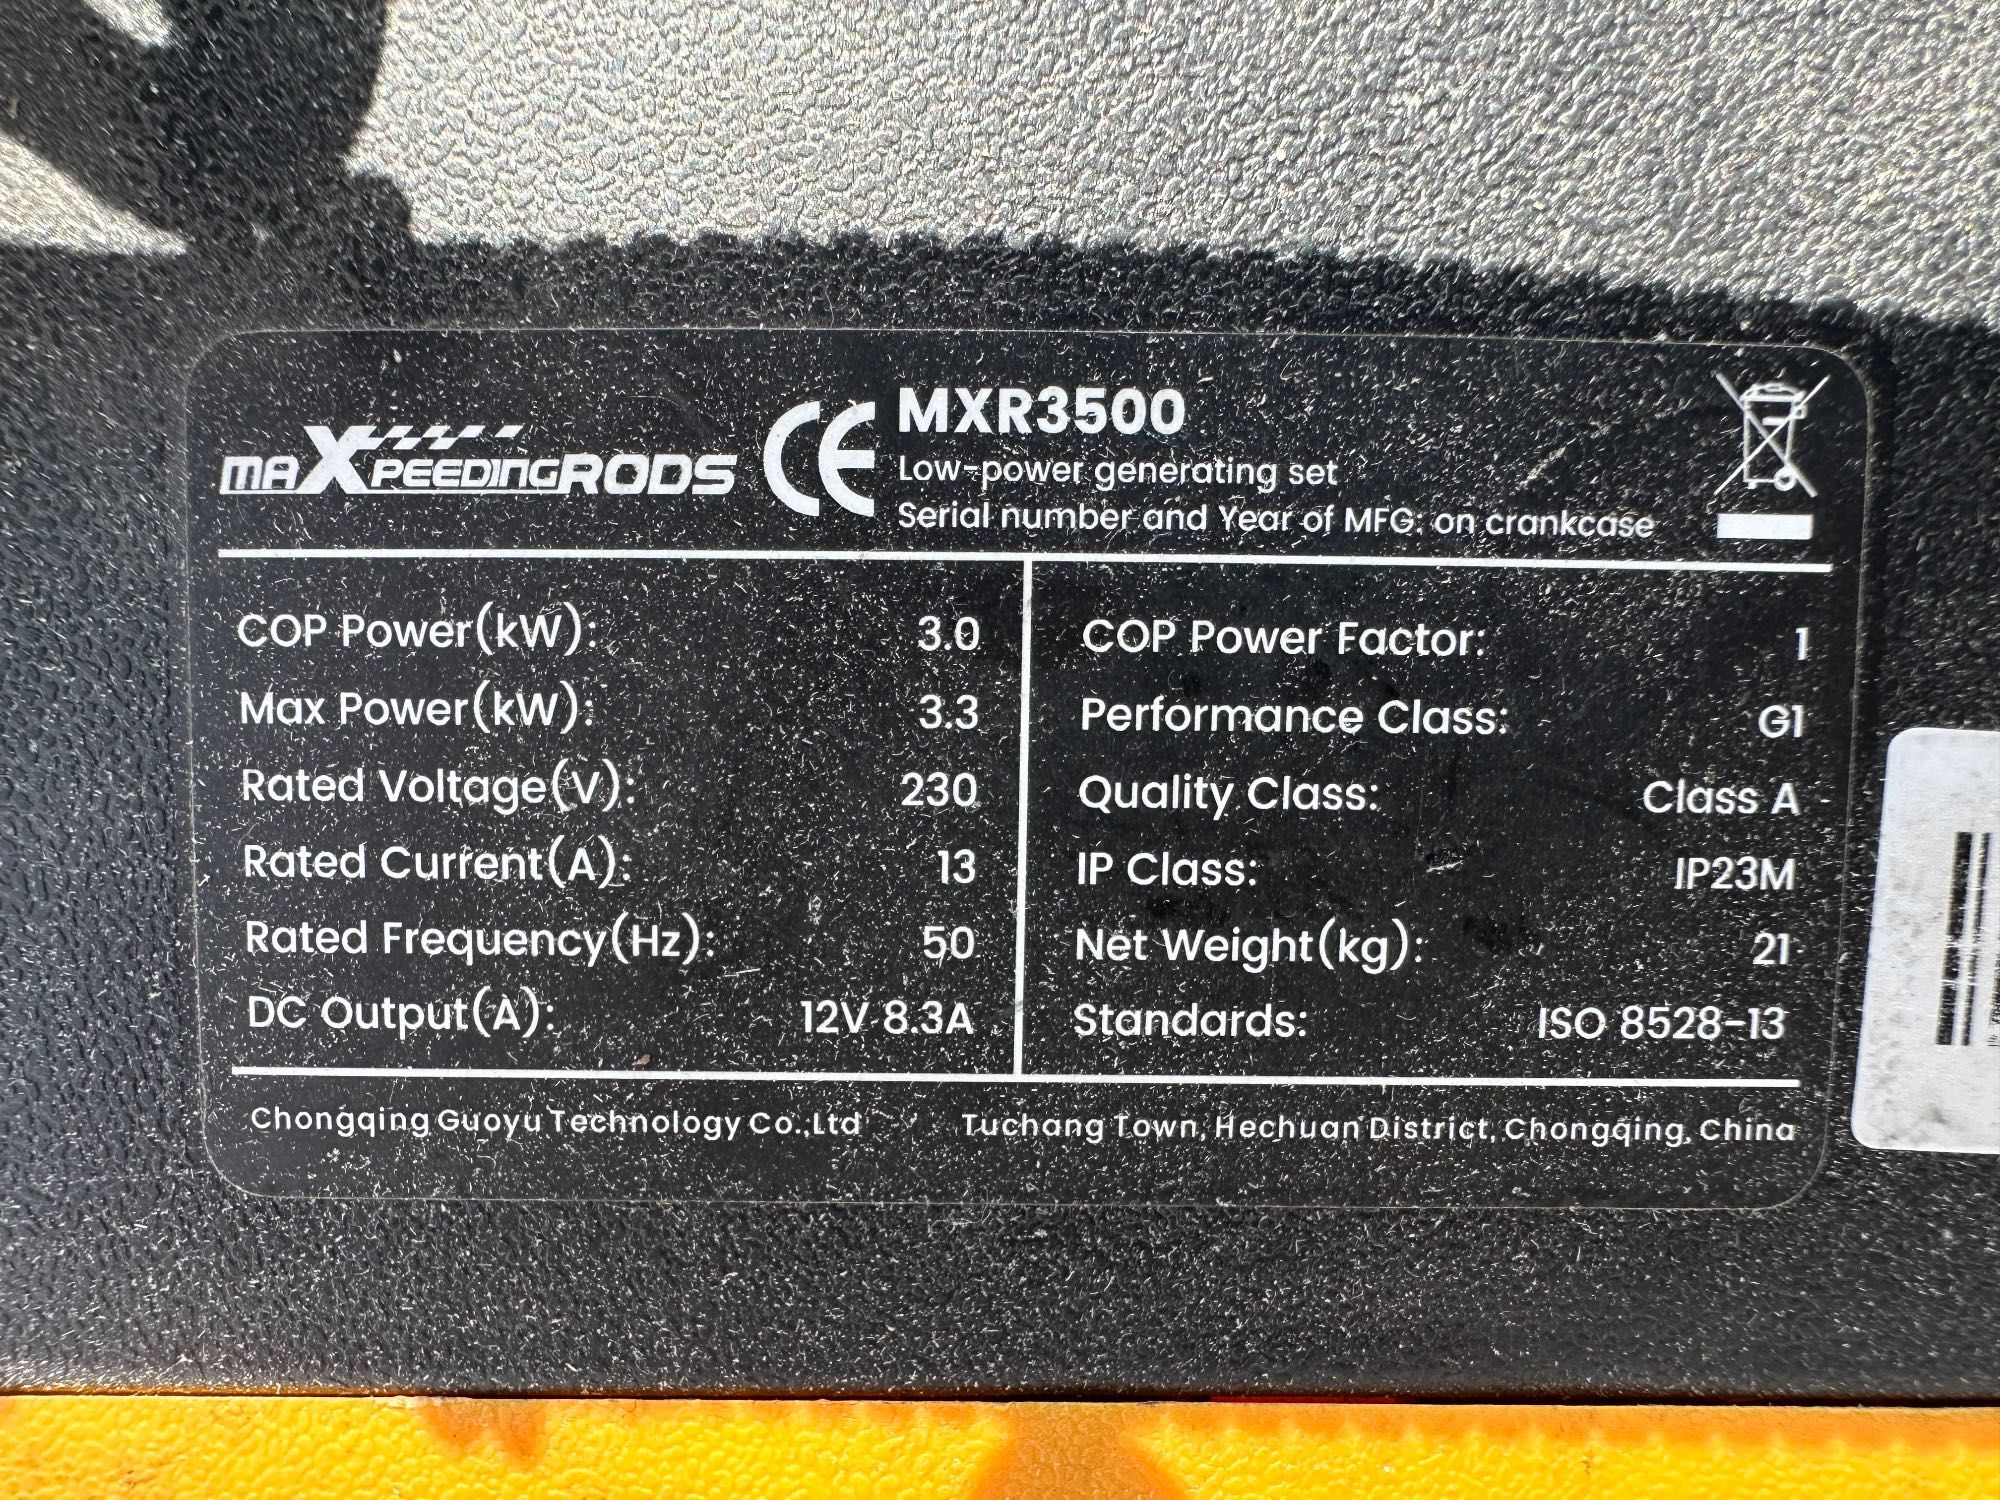 maXpeedingRODS
CE
MXR3500
Low-power generating set
Serial number and Year of MFG: on crankcase
COP Power(kW): 3.0
Max Power(kW): 3.3
Rated Voltage(V): 230
Rated Current(A): 13
Rated Frequency(Hz): 50
DC Output(A): 12V 8.3A
COP Power Factor: 1
Performance Class: G1
Quality Class: Class A
IP Class: IP23M
Net Weight(kg): 21
Standards: ISO 8528-13
Chongqing Guoyu Technology Co.,Ltd
Tuchang Town, Hechuan District, Chongqing, China